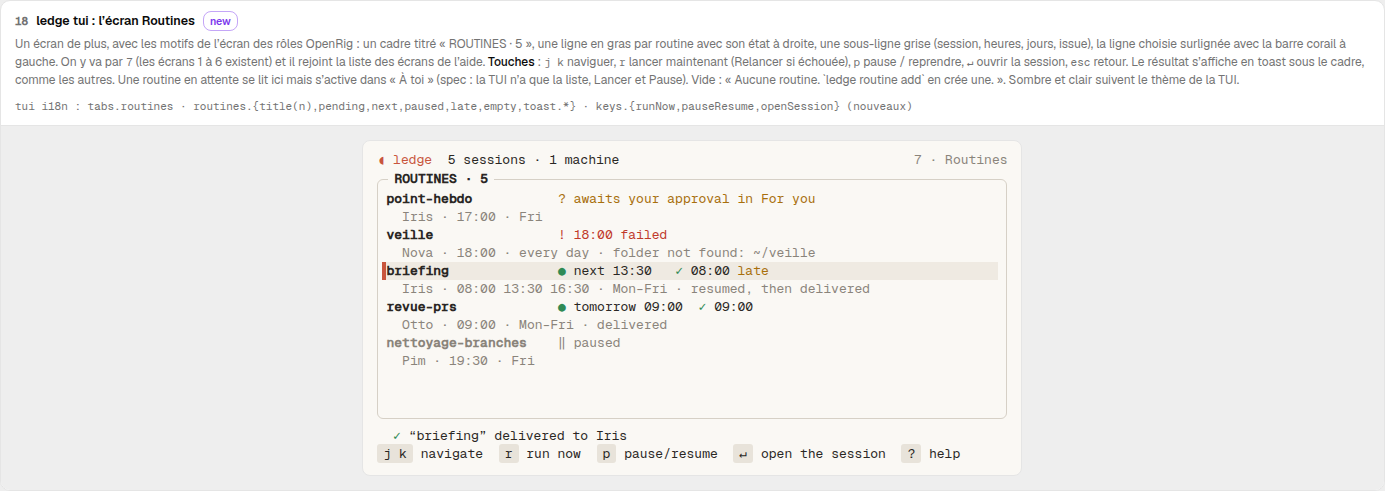 18 ledge tui : l'écran Routines new
Un écran de plus, avec les motifs de l'écran des rôles OpenRig : un cadre titré « ROUTINES · 5 », une ligne en gras par routine avec son état à droite, une sous-ligne grise (session, heures, jours, issue), la ligne choisie surlignée avec la barre corail à
gauche. On y va par 7 (les écrans 1 à 6 existent) et il rejoint la liste des écrans de l'aide. Touches : j k naviguer, r lancer maintenant (Relancer si échouée), p pause / reprendre, ↵ ouvrir la session, esc retour. Le résultat s'affiche en toast sous le cadre,
comme les autres. Une routine en attente se lit ici mais s'active dans « À toi » (spec : la TUI n'a que la liste, Lancer et Pause). Vide : « Aucune routine. `ledge routine add` en crée une. ». Sombre et clair suivent le thème de la TUI.
tui i18n : tabs.routines · routines.{title(n),pending,next,paused,late,empty,toast.*} · keys.{runNow,pauseResume,openSession} (nouveaux)
ledge 5 sessions · 1 machine 7 · Routines
ROUTINES · 5
point-hebdo ? awaits your approval in For you
Iris · 17:00 · Fri
veille ! 18:00 failed
Nova · 18:00 · every day · folder not found: ~/veille
briefing ● next 13:30 ✓ 08:00 late
Iris · 08:00 13:30 16:30 · Mon–Fri · resumed, then delivered
revue-prs ● tomorrow 09:00 ✓ 09:00
Otto · 09:00 · Mon–Fri · delivered
nettoyage-branches ‖ paused
Pim · 19:30 · Fri
✓ “briefing” delivered to Iris
j k navigate r run now p pause/resume ↵ open the session ? help